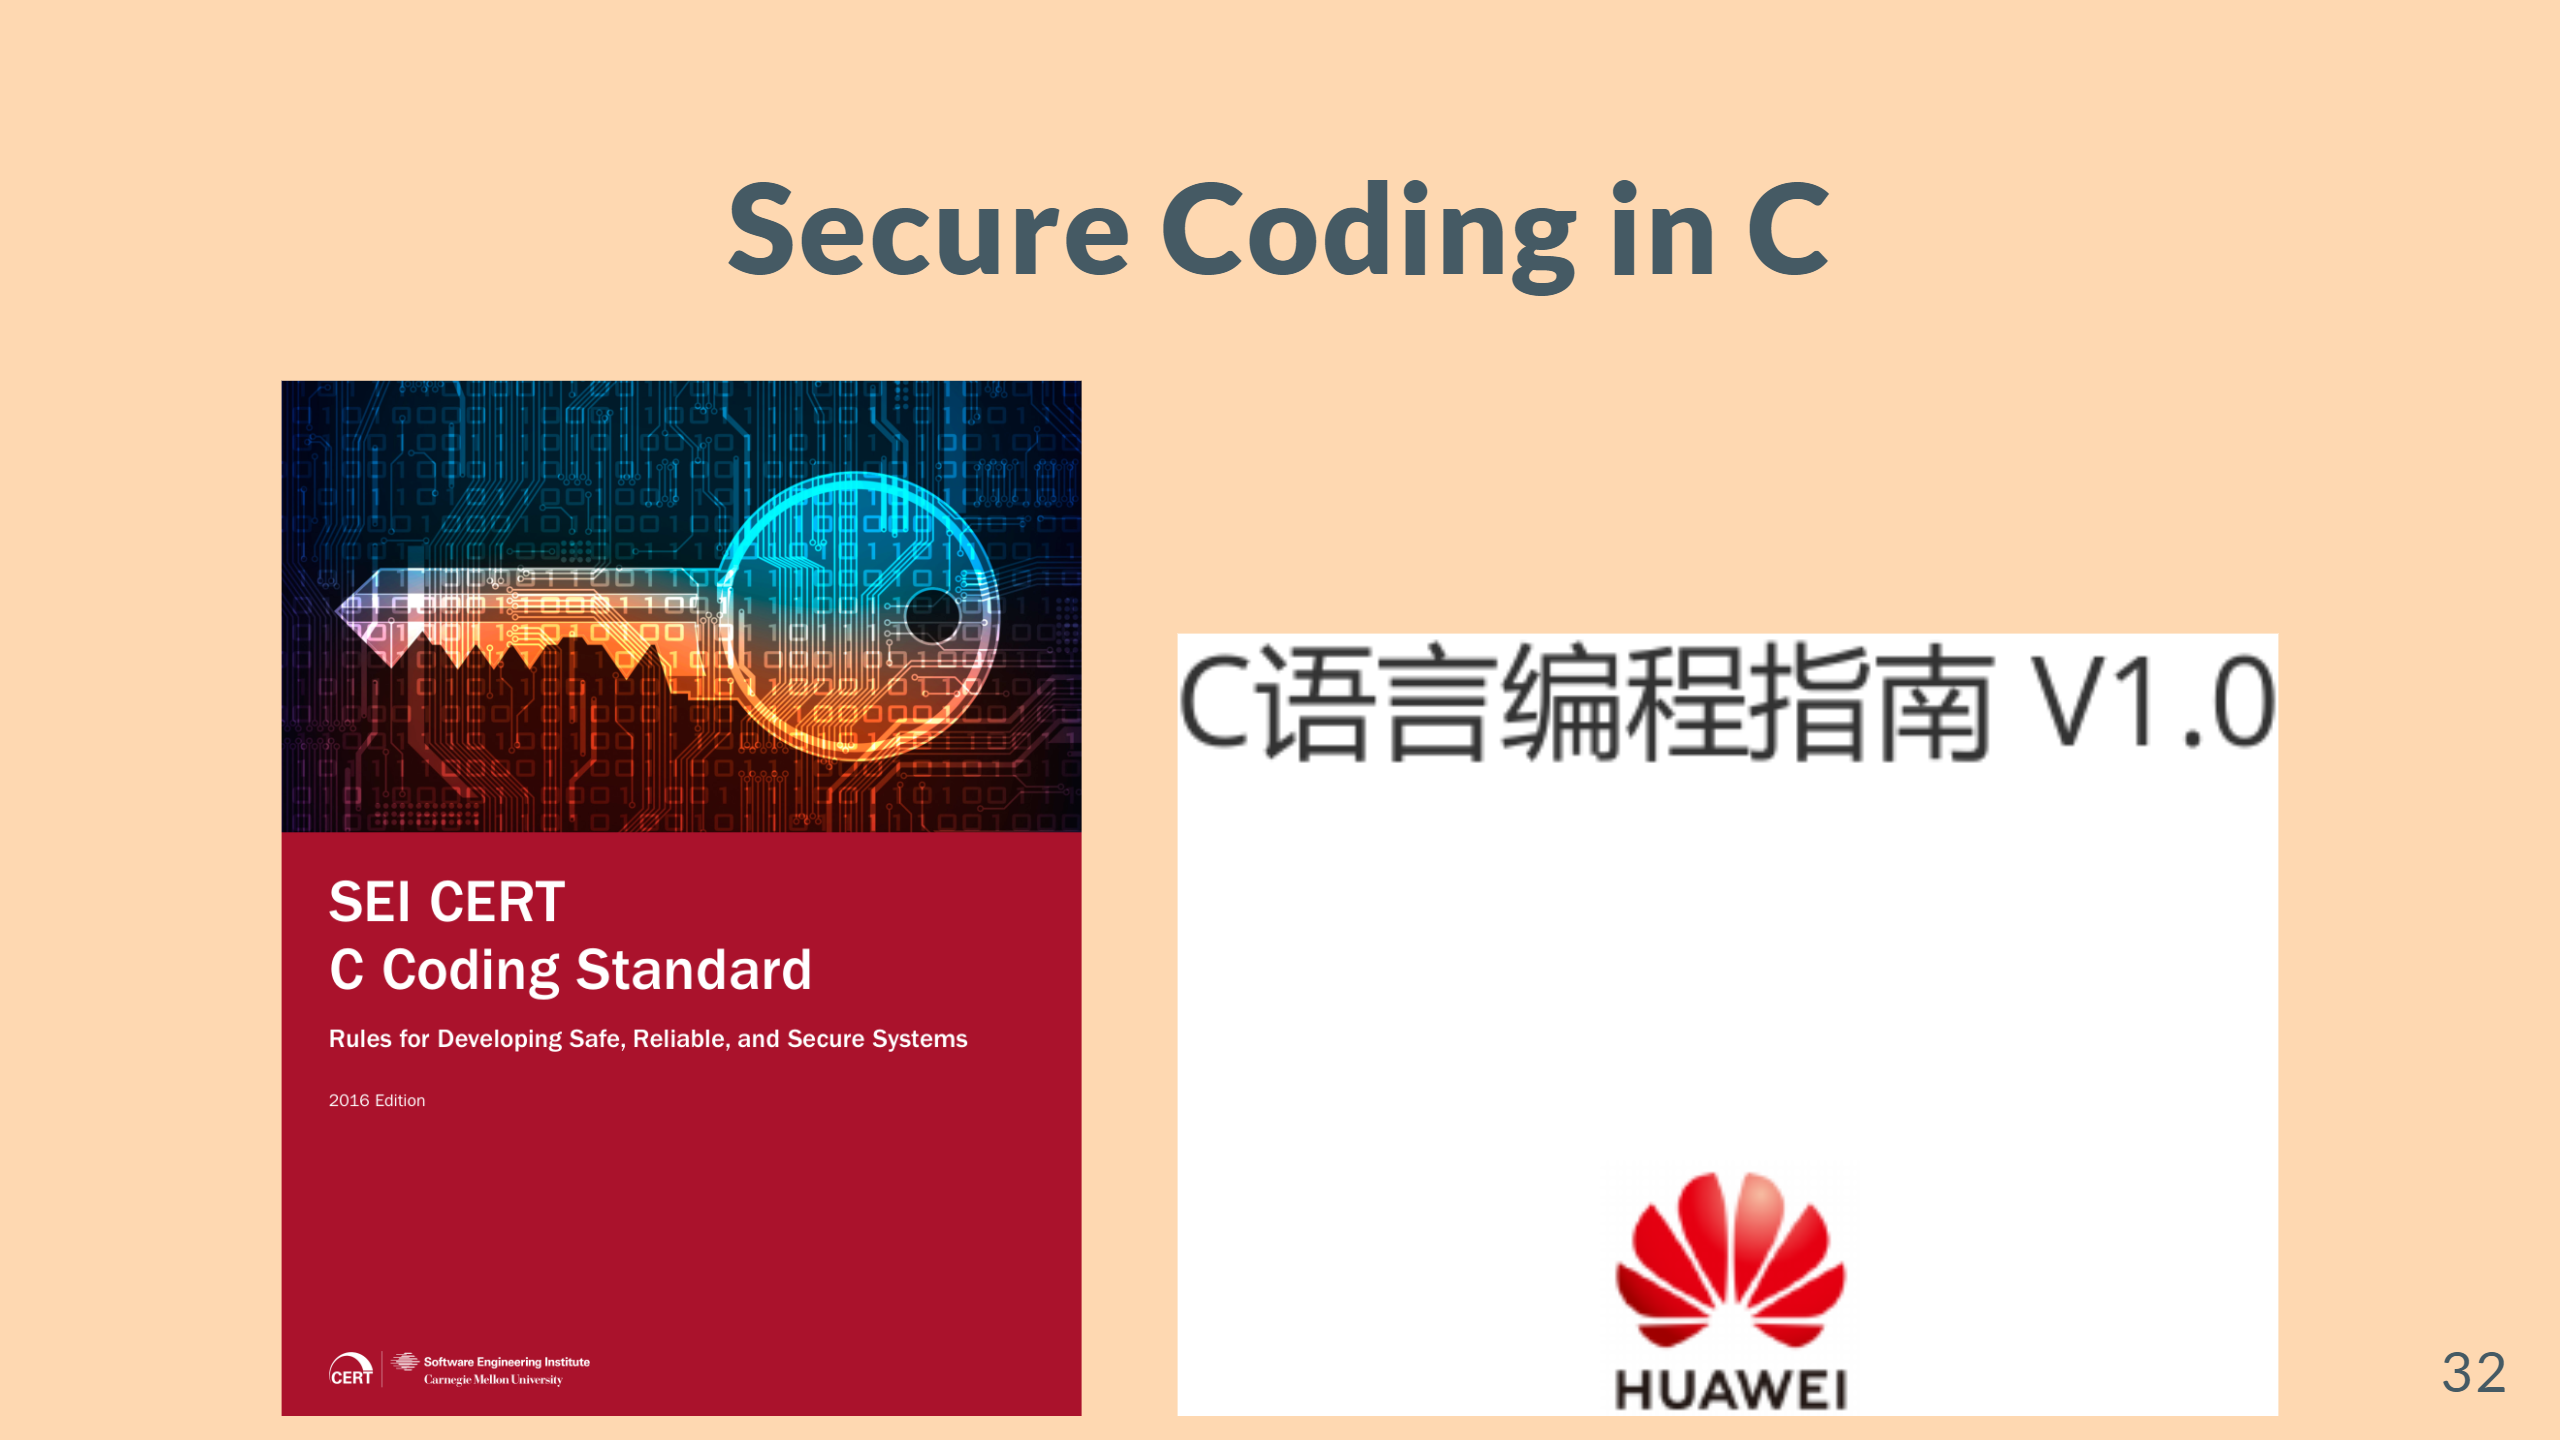 Secure Coding in C
SEI CERT
C Coding Standard
Rules for Developing Safe, Reliable, and Secure Systems
2016 Edition
CERT
Software Engineering Institute
Carnegie Mellon University
C语言编程指南 V1.0
HUAWEI
32